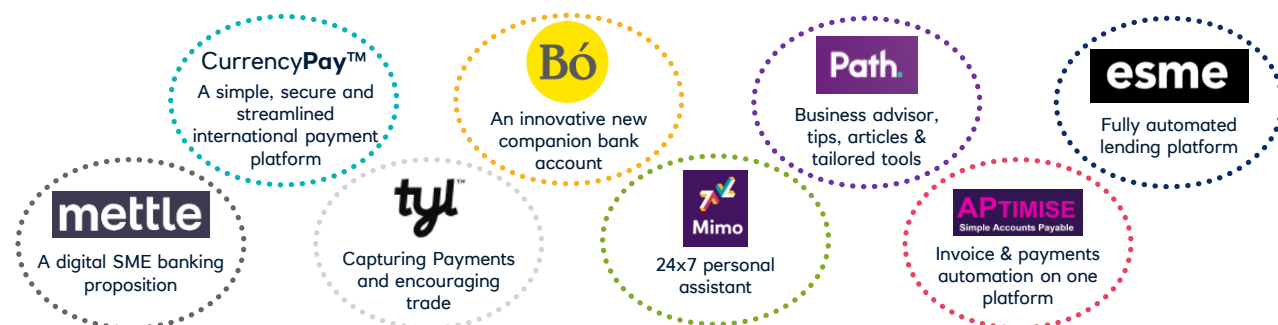 CurrencyPay™
A simple, secure and
streamlined
international payment
platform
Bó
An innovative new
companion bank
account
Path.
Business advisor,
tips, articles &
tailored tools
esme
Fully automated
lending platform
mettle
A digital SME banking
proposition
tyl™
Capturing Payments
and encouraging
trade
Mimo
24x7 personal
assistant
APTIMISE
Simple Accounts Payable
Invoice & payments
automation on one
platform